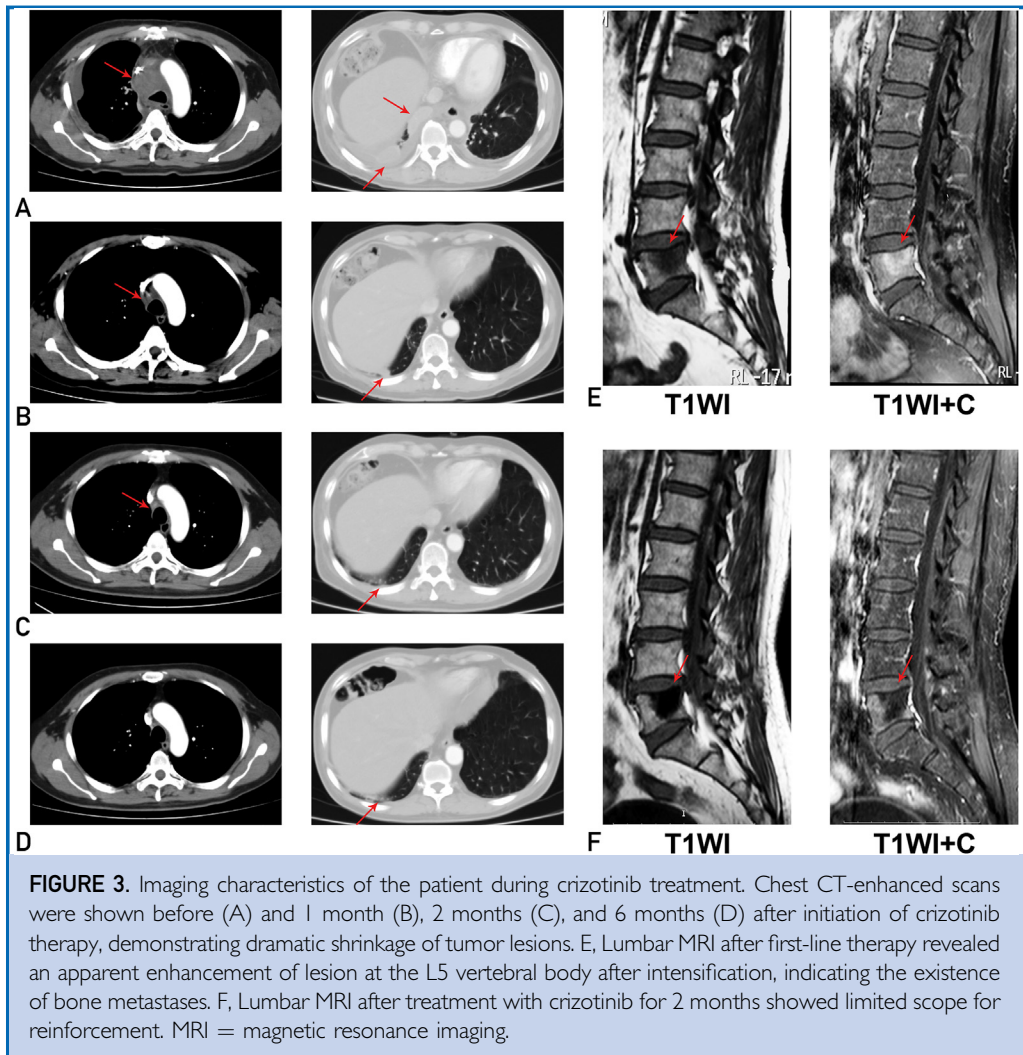 A
B
C
D
E
RL -17
T1WI
RL -
T1WI+C
F
T1WI
T1WI+C
FIGURE 3. Imaging characteristics of the patient during crizotinib treatment. Chest CT-enhanced scans
were shown before (A) and 1 month (B), 2 months (C), and 6 months (D) after initiation of crizotinib
therapy, demonstrating dramatic shrinkage of tumor lesions. E, Lumbar MRI after first-line therapy revealed
an apparent enhancement of lesion at the L5 vertebral body after intensification, indicating the existence
of bone metastases. F, Lumbar MRI after treatment with crizotinib for 2 months showed limited scope for
reinforcement. MRI = magnetic resonance imaging.